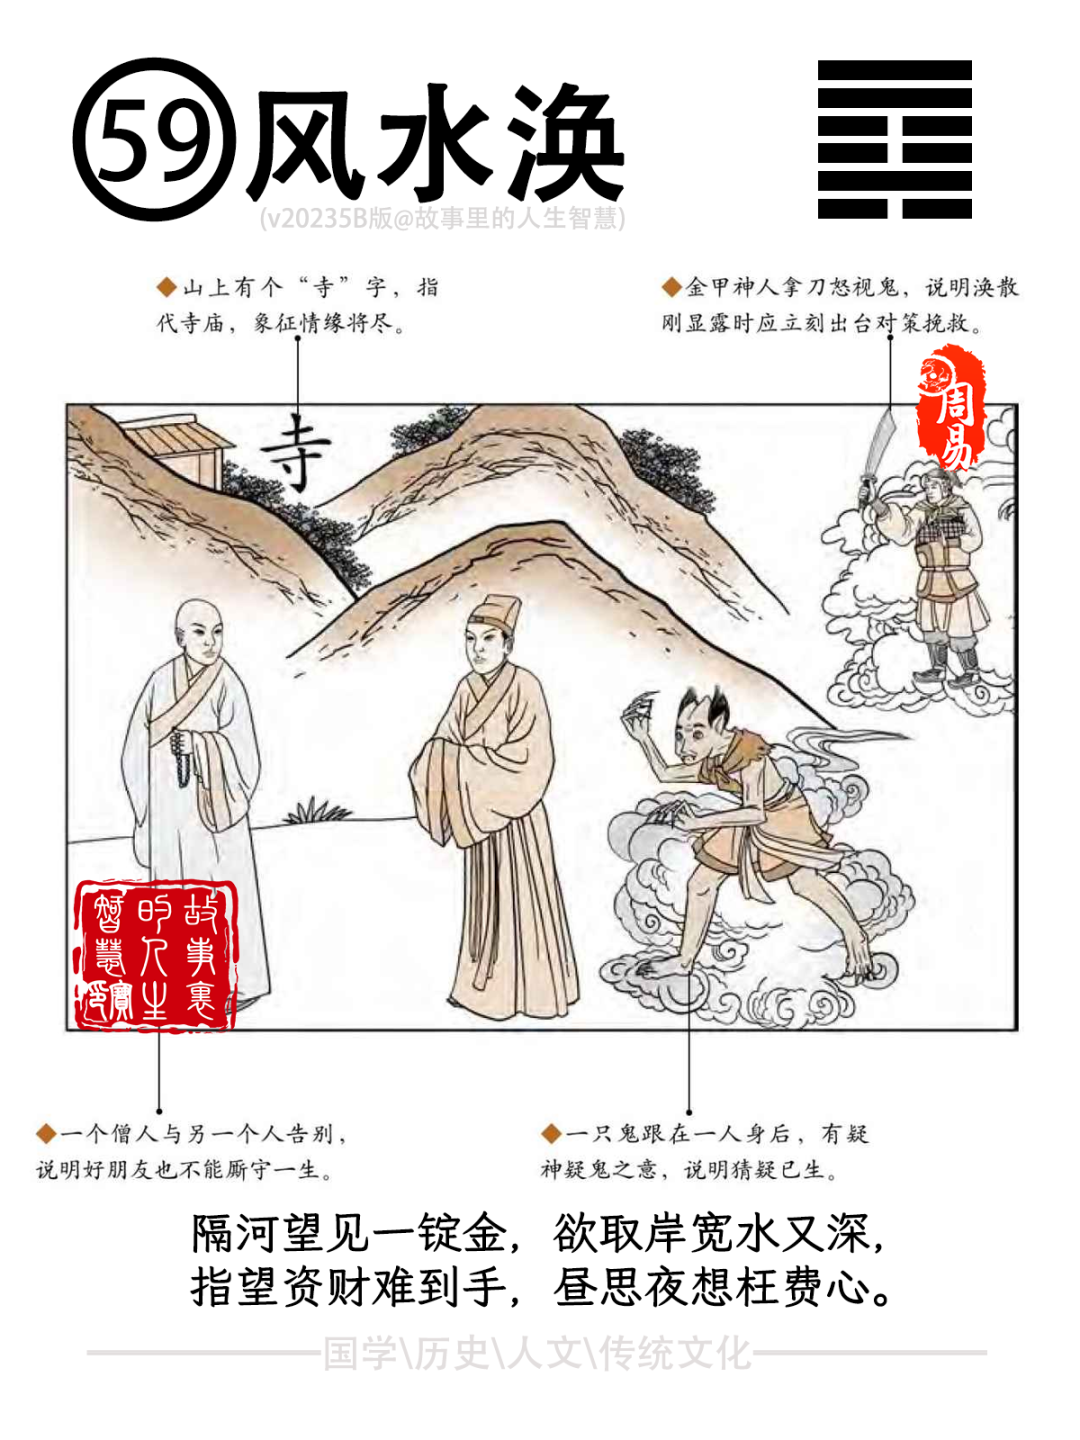 59 风水涣
(v20235B版@故事里的人生智慧)
◆山上有个“寺”字，指
代寺庙，象征情缘将尽。
◆金甲神人拿刀怒视鬼，说明涣散
刚显露时应立刻出台对策挽救。
周易
寺
故事裏
的人生
智慧
寶
◆一个僧人与另一个人告别，
说明好朋友也不能厮守一生。
◆一只鬼跟在一人身后，有疑
神疑鬼之意，说明猜疑已生。
隔河望见一锭金，欲取岸宽水又深，
指望资财难到手，昼思夜想枉费心。
国学\历史\人文\传统文化